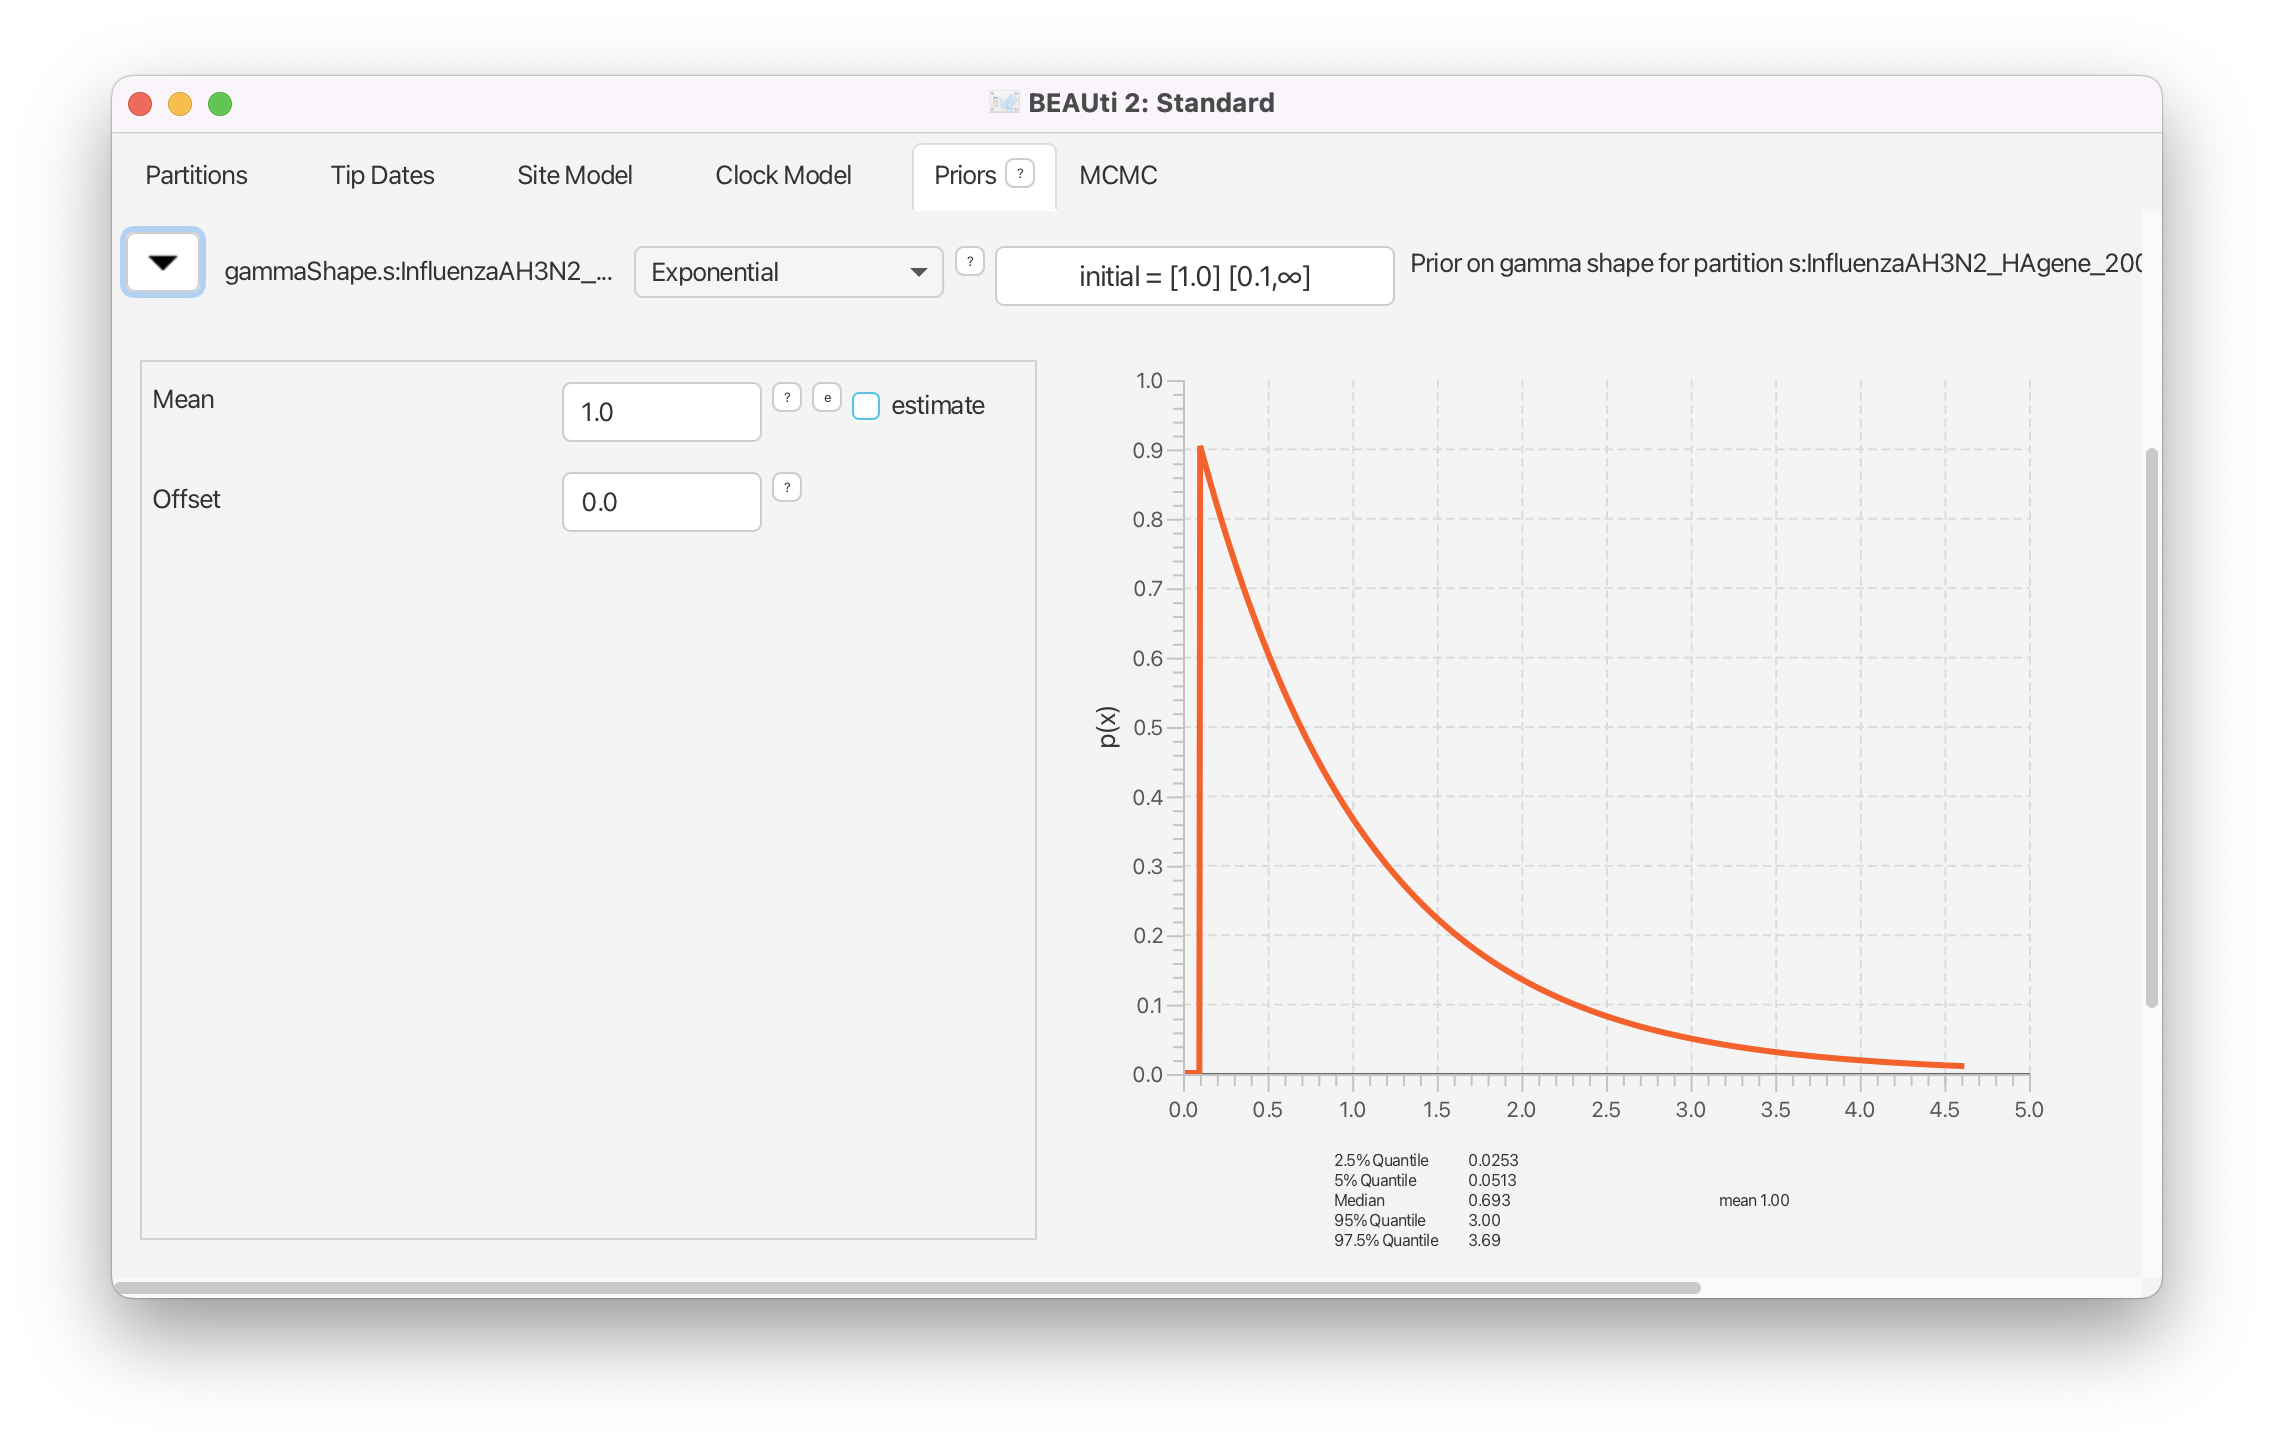 BEAUti 2: Standard
Partitions Tip Dates Site Model Clock Model Priors ? MCMC
gammaShape.s:InfluenzaAH3N2_... Exponential ? initial = [1.0] [0.1,∞] Prior on gamma shape for partition s:InfluenzaAH3N2_HAgene_200
Mean 1.0 ? e estimate
Offset 0.0 ?
p(x)
1.0
0.9
0.8
0.7
0.6
0.5
0.4
0.3
0.2
0.1
0.0
0.0 0.5 1.0 1.5 2.0 2.5 3.0 3.5 4.0 4.5 5.0
2.5% Quantile 0.0253
5% Quantile 0.0513
Median 0.693 mean 1.00
95% Quantile 3.00
97.5% Quantile 3.69